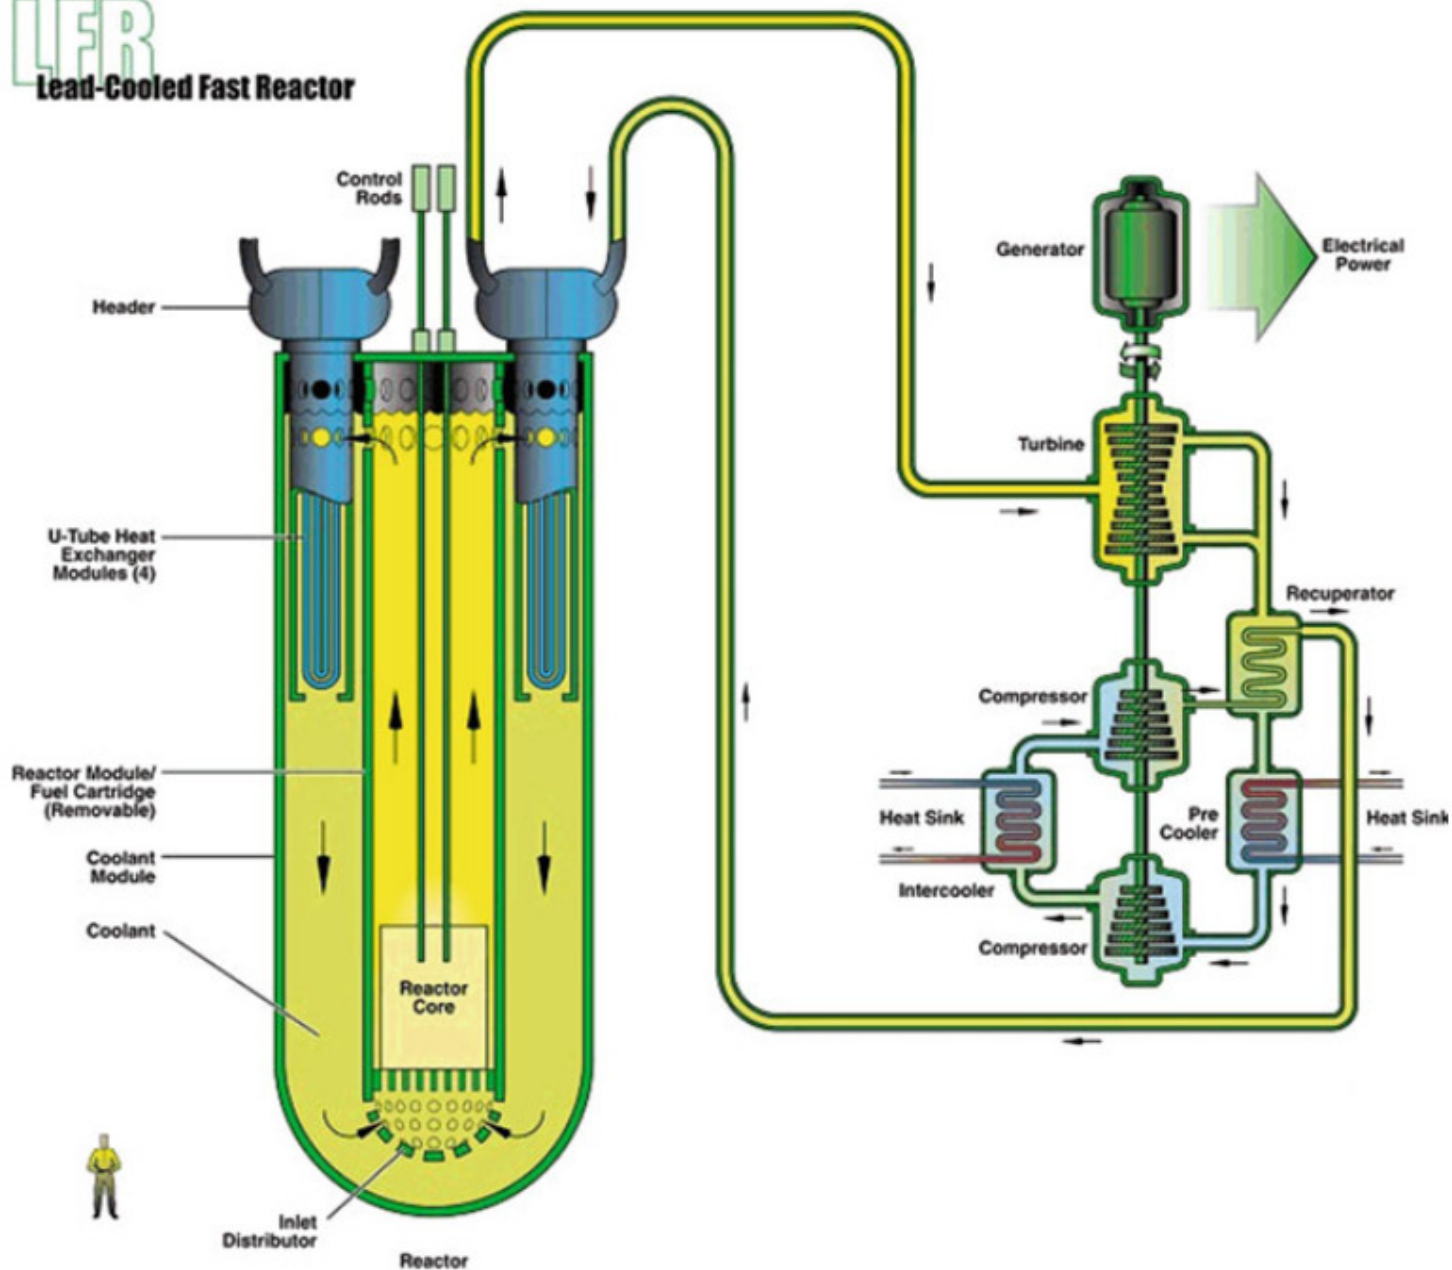 LFR
Lead-Cooled Fast Reactor
Control
Rods
Header
Generator
Electrical
Power
Turbine
U-Tube Heat
Exchanger
Modules (4)
Recuperator
Compressor
Reactor Module/
Fuel Cartridge
(Removable)
Heat Sink
Pre
Cooler
Heat Sink
Coolant
Module
Intercooler
Coolant
Compressor
Reactor
Core
Inlet
Distributor
Reactor